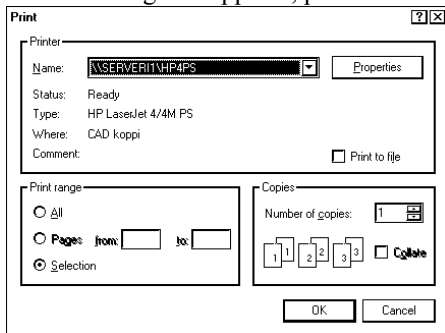 Print
Printer
Name: \\SERVERI1\HP4PS
Properties
Status: Ready
Type: HP LaserJet 4/4M PS
Where: CAD koppi
Comment:
Print to file
Print range
All
Pages from: to:
Selection
Copies
Number of copies: 1
1 1 2 2 3 3
Collate
OK Cancel